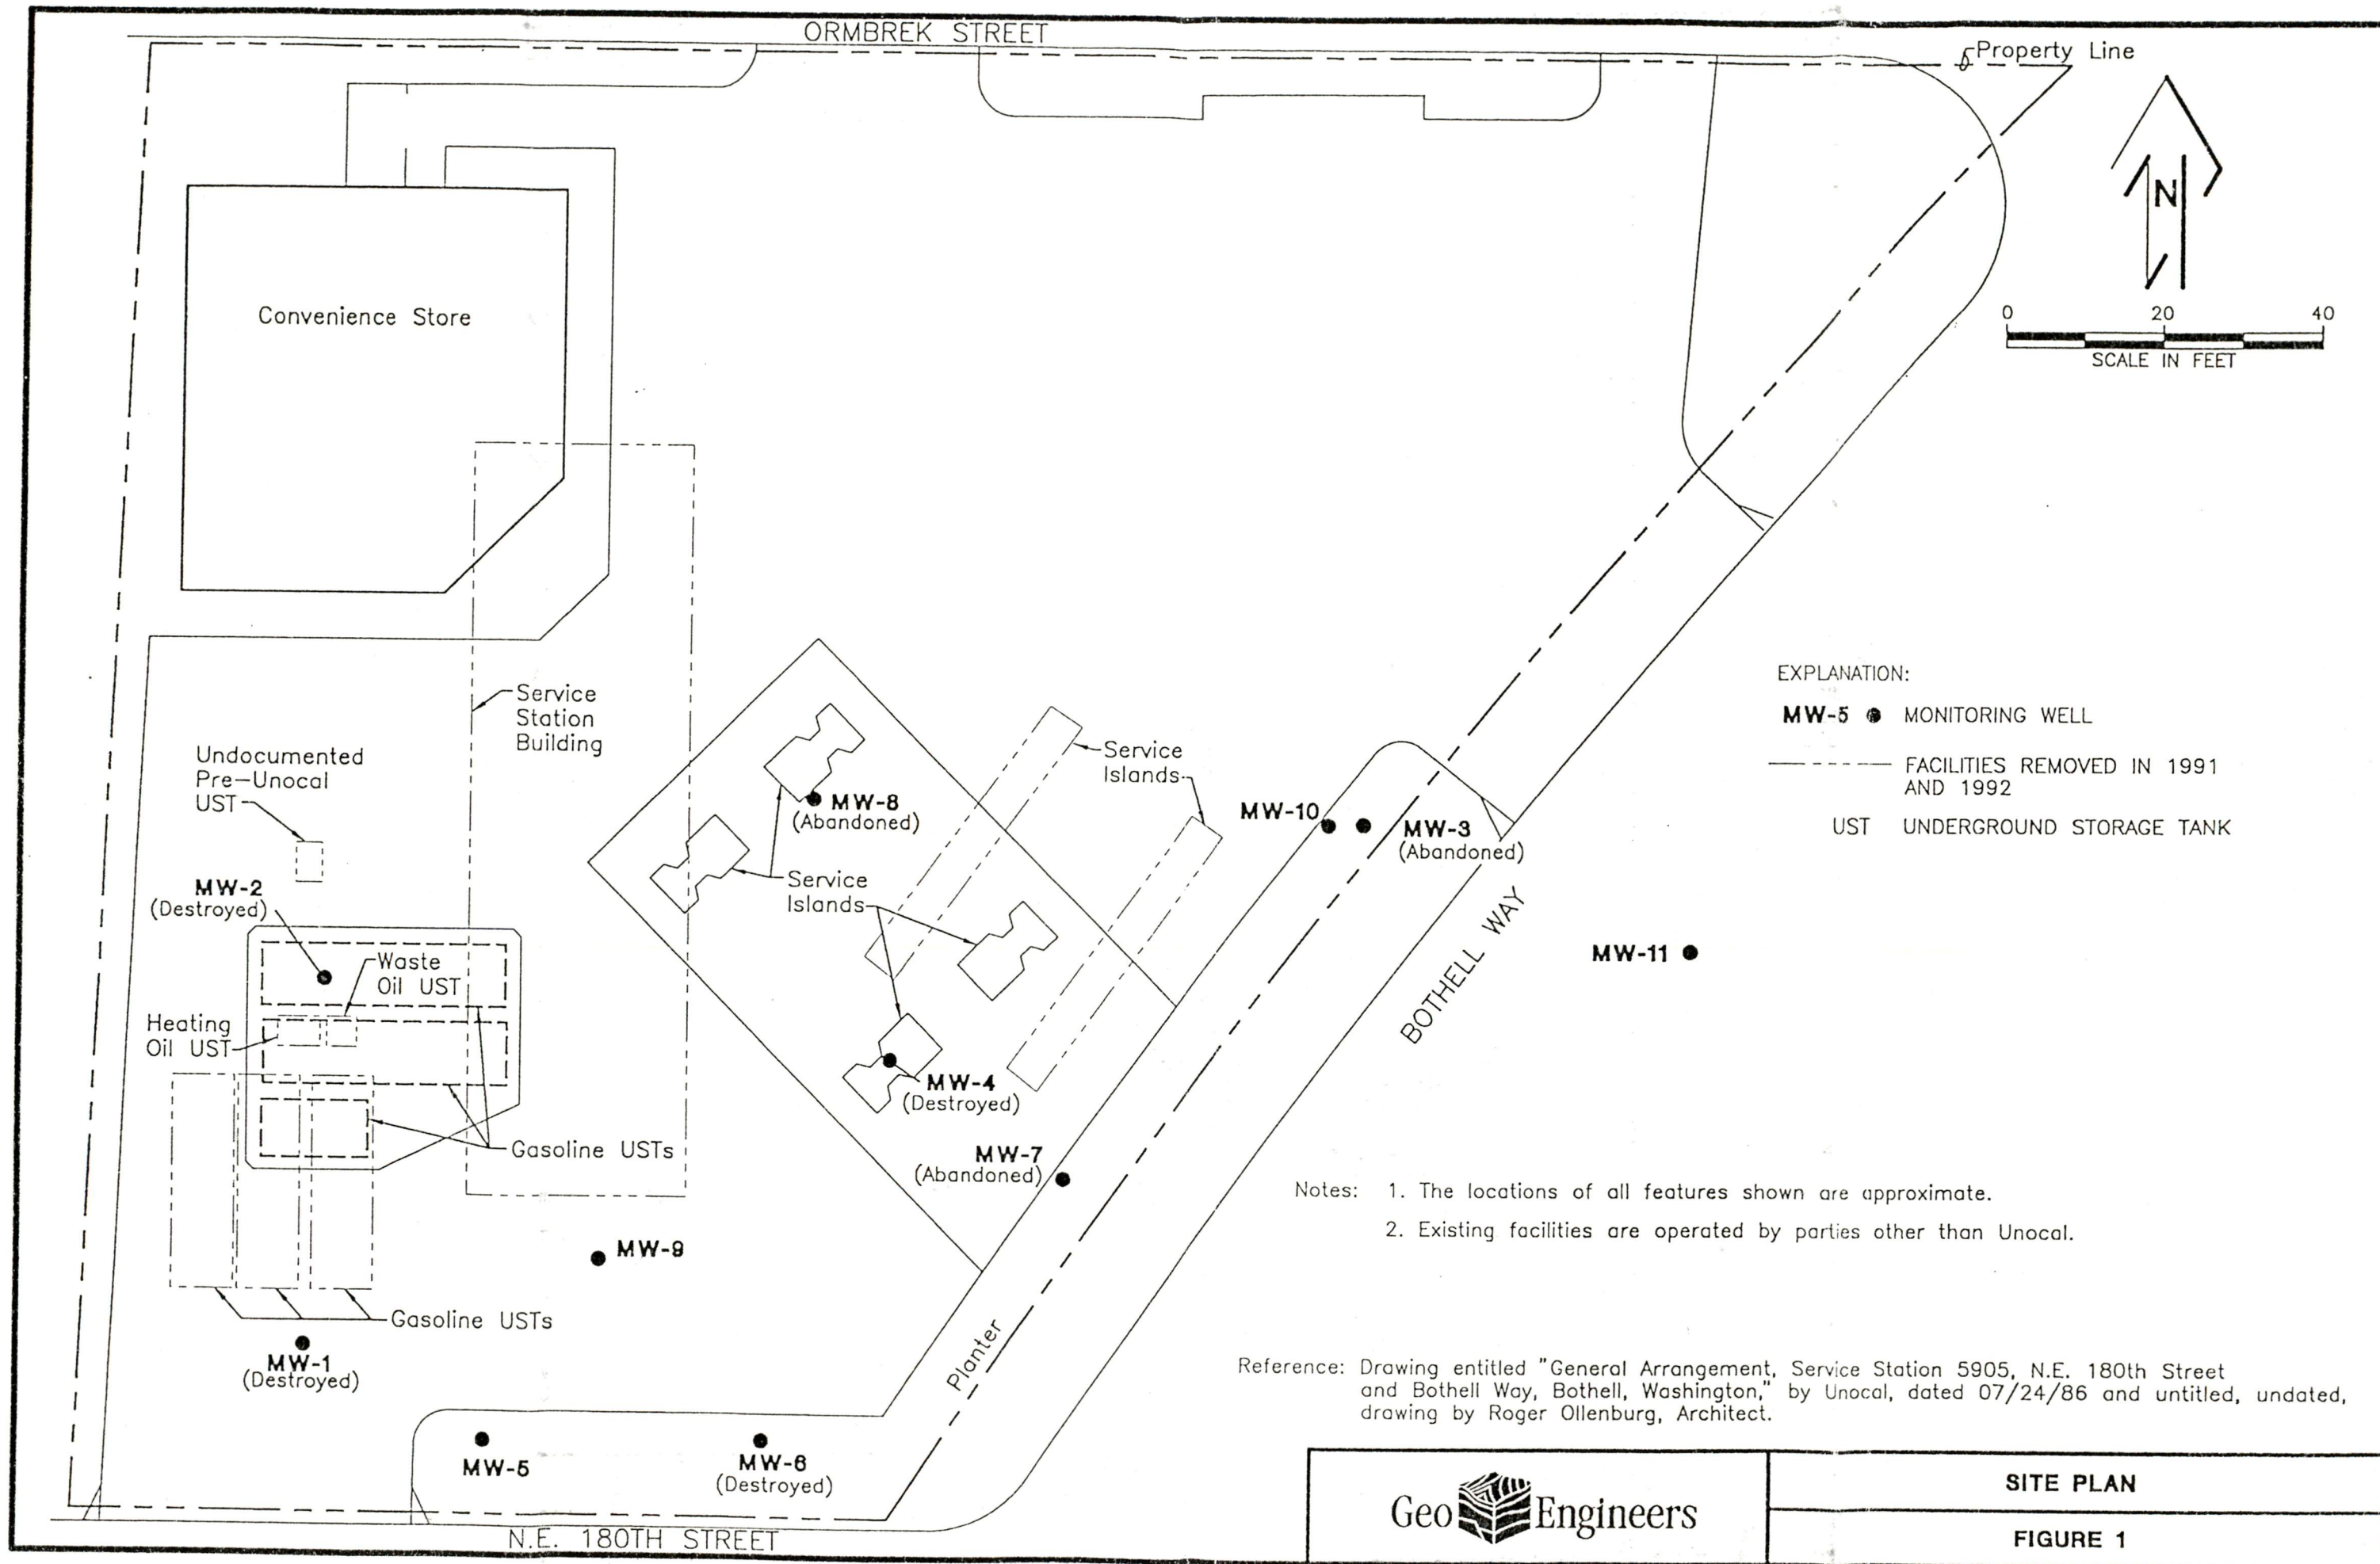 ORMBREK STREET
Property Line
N
0 20 40
SCALE IN FEET
Convenience Store
Service
Station
Building
Undocumented
Pre-Unocal
UST
MW-2
(Destroyed)
Waste
Oil UST
Heating
Oil UST
Gasoline USTs
Gasoline USTs
MW-1
(Destroyed)
MW-9
MW-5
MW-6
(Destroyed)
MW-8
(Abandoned)
Service
Islands
Service
Islands
MW-4
(Destroyed)
MW-7
(Abandoned)
MW-10
MW-3
(Abandoned)
MW-11
BOTHELL WAY
Planter
N.E. 180TH STREET
EXPLANATION:
MW-5 MONITORING WELL
FACILITIES REMOVED IN 1991
AND 1992
UST UNDERGROUND STORAGE TANK
Notes: 1. The locations of all features shown are approximate.
2. Existing facilities are operated by parties other than Unocal.
Reference: Drawing entitled "General Arrangement, Service Station 5905, N.E. 180th Street
and Bothell Way, Bothell, Washington," by Unocal, dated 07/24/86 and untitled, undated,
drawing by Roger Ollenburg, Architect.
Geo Engineers
SITE PLAN
FIGURE 1